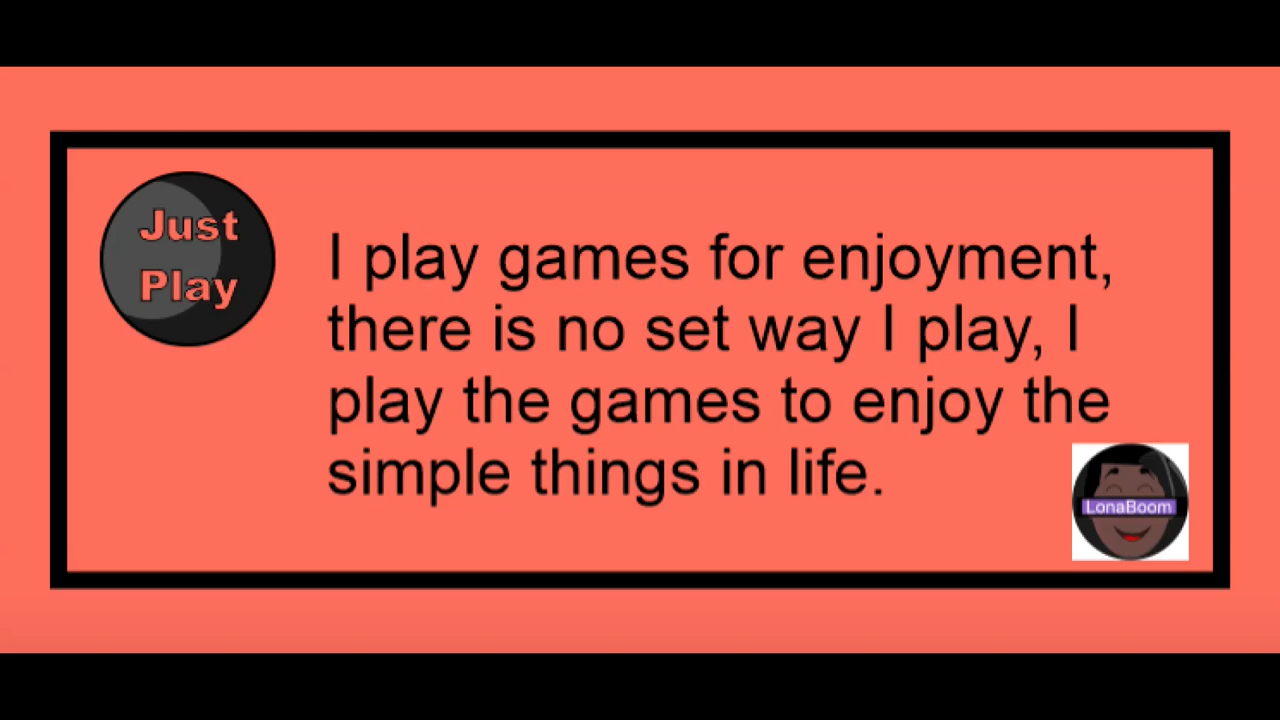 Just
Play
I play games for enjoyment,
there is no set way I play, I
play the games to enjoy the
simple things in life.
LonaBoom